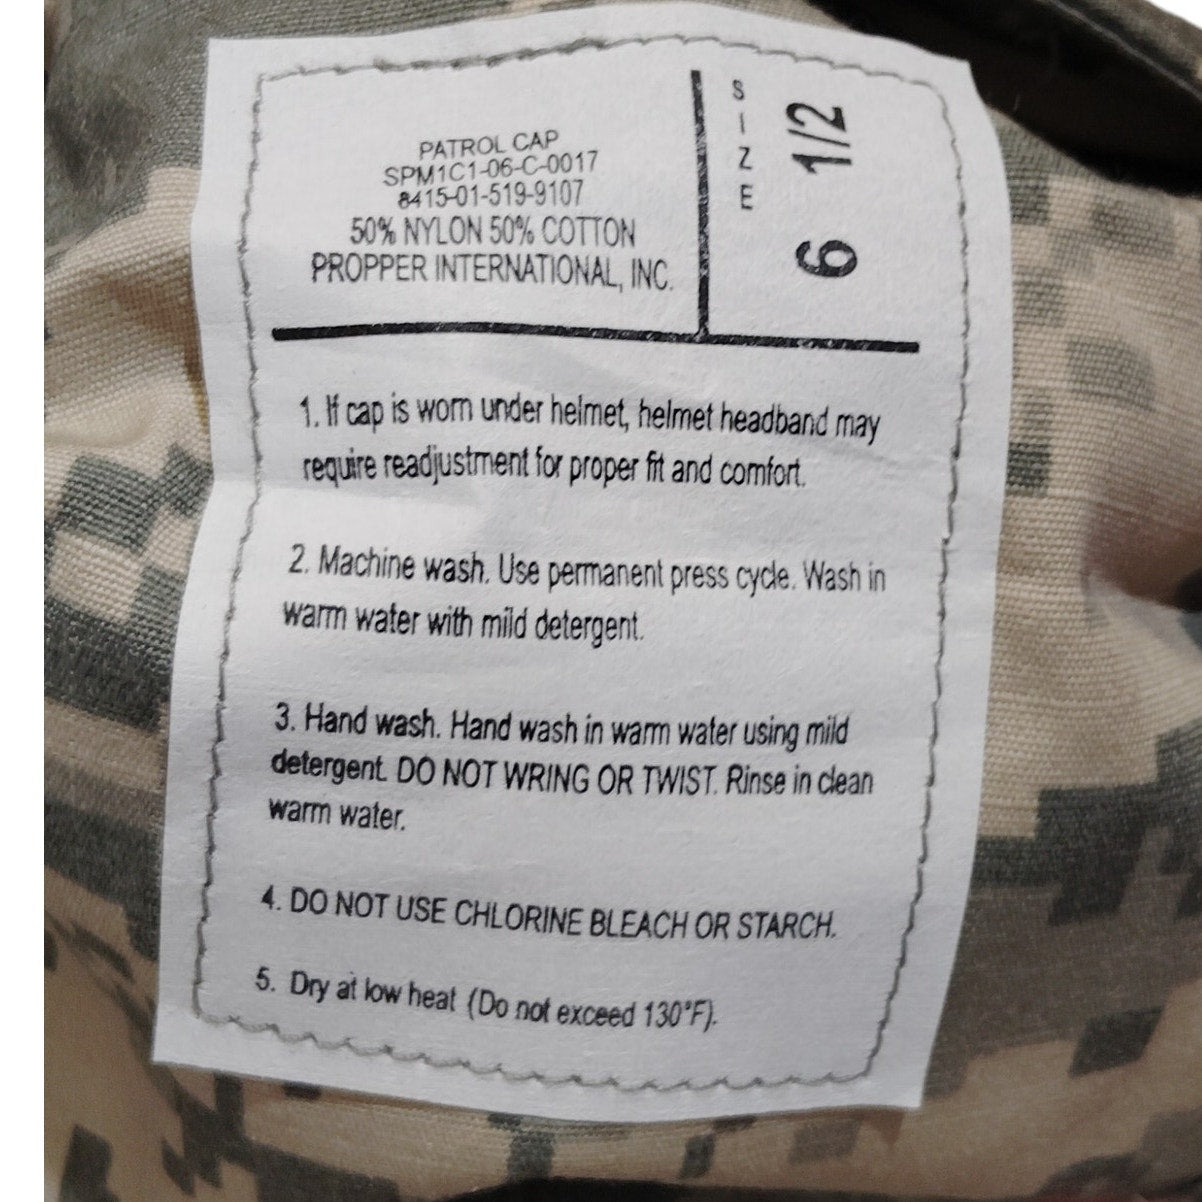 PATROL CAP
SPM1C1-06-C-0017
8415-01-519-9107
50% NYLON 50% COTTON
PROPPER INTERNATIONAL, INC.
SIZE
6 1/2
1. If cap is worn under helmet, helmet headband may
require readjustment for proper fit and comfort.
2. Machine wash. Use permanent press cycle. Wash in
warm water with mild detergent.
3. Hand wash. Hand wash in warm water using mild
detergent. DO NOT WRING OR TWIST. Rinse in clean
warm water.
4. DO NOT USE CHLORINE BLEACH OR STARCH.
5. Dry at low heat (Do not exceed 130°F).